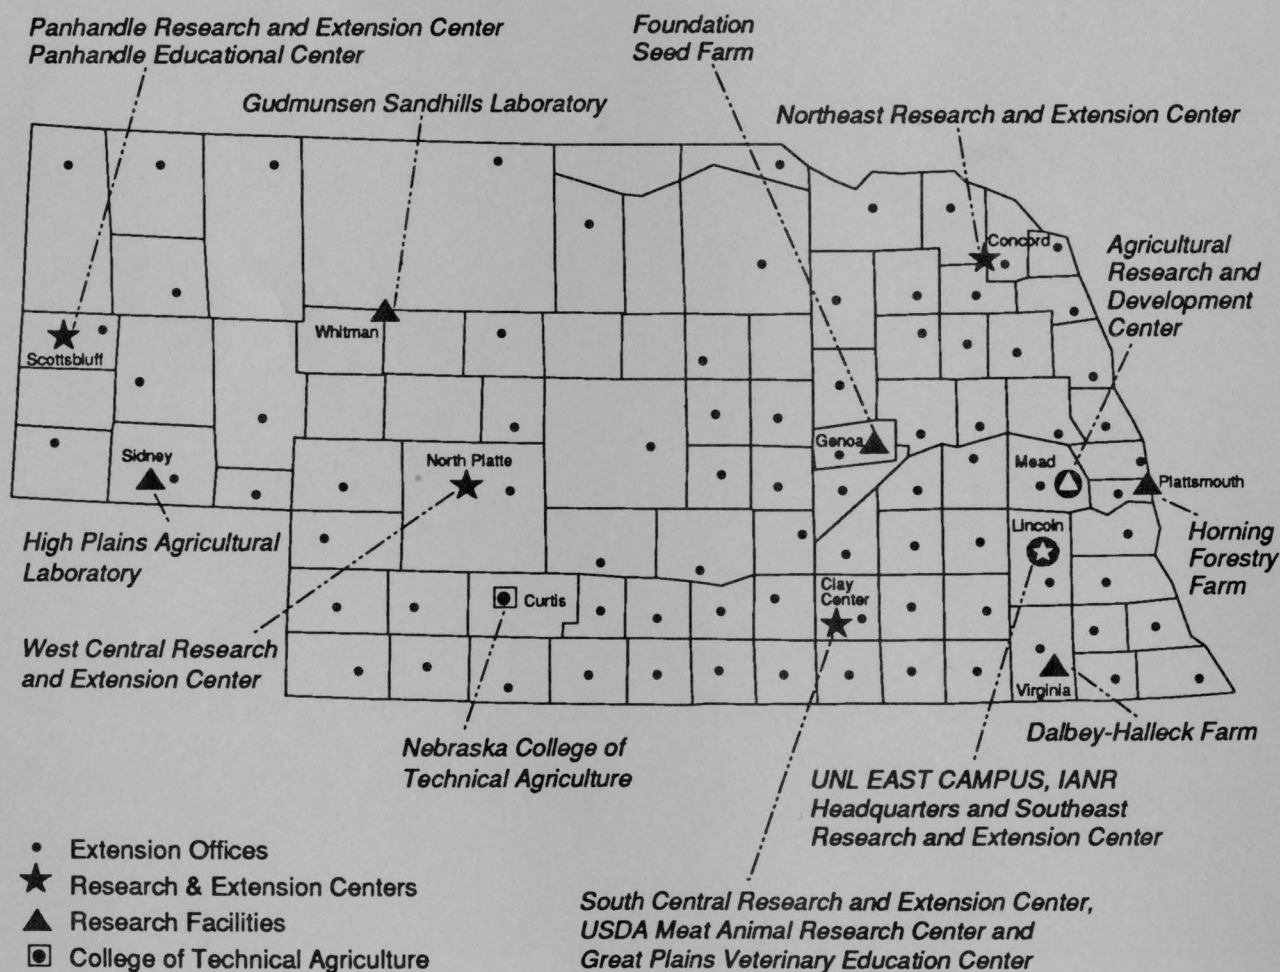 Panhandle Research and Extension Center
Panhandle Educational Center
Foundation
Seed Farm
Gudmunsen Sandhills Laboratory
Northeast Research and Extension Center
Concord
Agricultural
Research and
Development
Center
Whitman
Scottsbluff
Genoa
Sidney
North Platte
Mead
Plattsmouth
Lincoln
High Plains Agricultural
Laboratory
Horning
Forestry
Farm
Clay
Center
Curtis
West Central Research
and Extension Center
Virginia
Dalbey-Halleck Farm
Nebraska College of
Technical Agriculture
UNL EAST CAMPUS, IANR
Headquarters and Southeast
Research and Extension Center
Extension Offices
Research & Extension Centers
Research Facilities
College of Technical Agriculture
South Central Research and Extension Center,
USDA Meat Animal Research Center and
Great Plains Veterinary Education Center